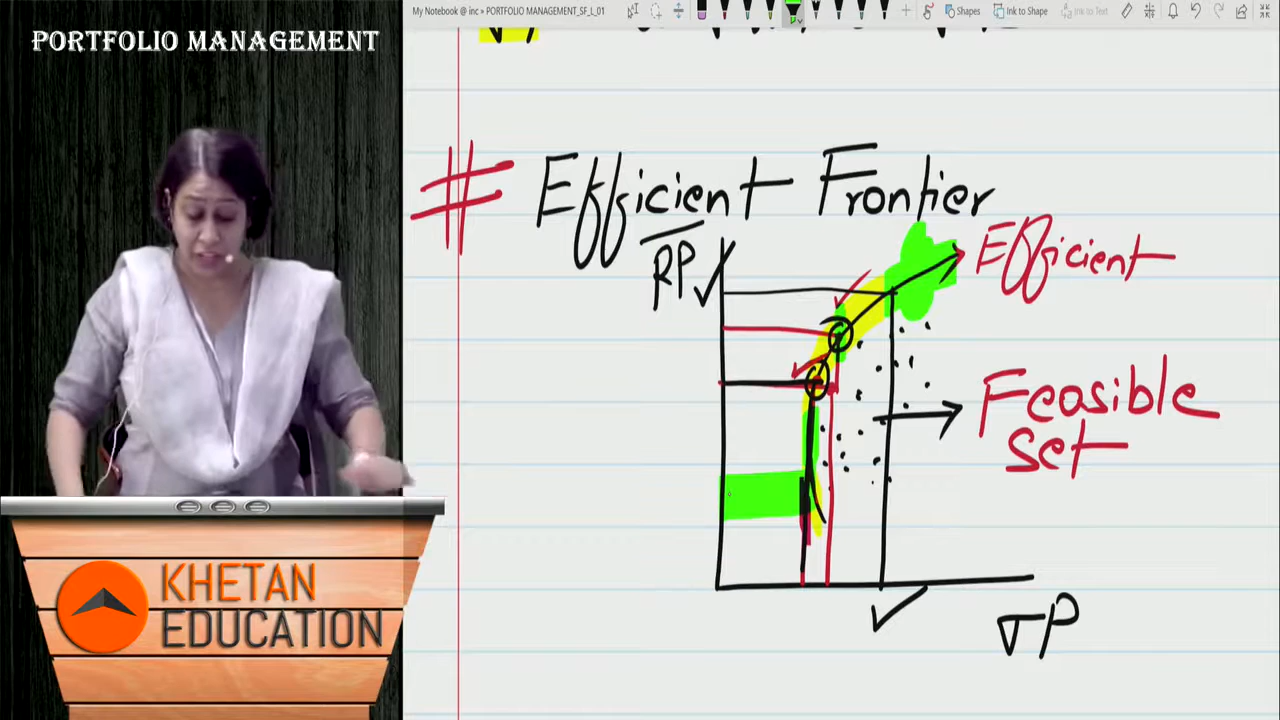 PORTFOLIO MANAGEMENT
My Notebook @ inc » PORTFOLIO MANAGEMENT_SF_L_01
Shapes
Ink to Shape
Ink to Text
# Efficient Frontier
RP
Efficient
Feasible
set
σP
KHETAN
EDUCATION